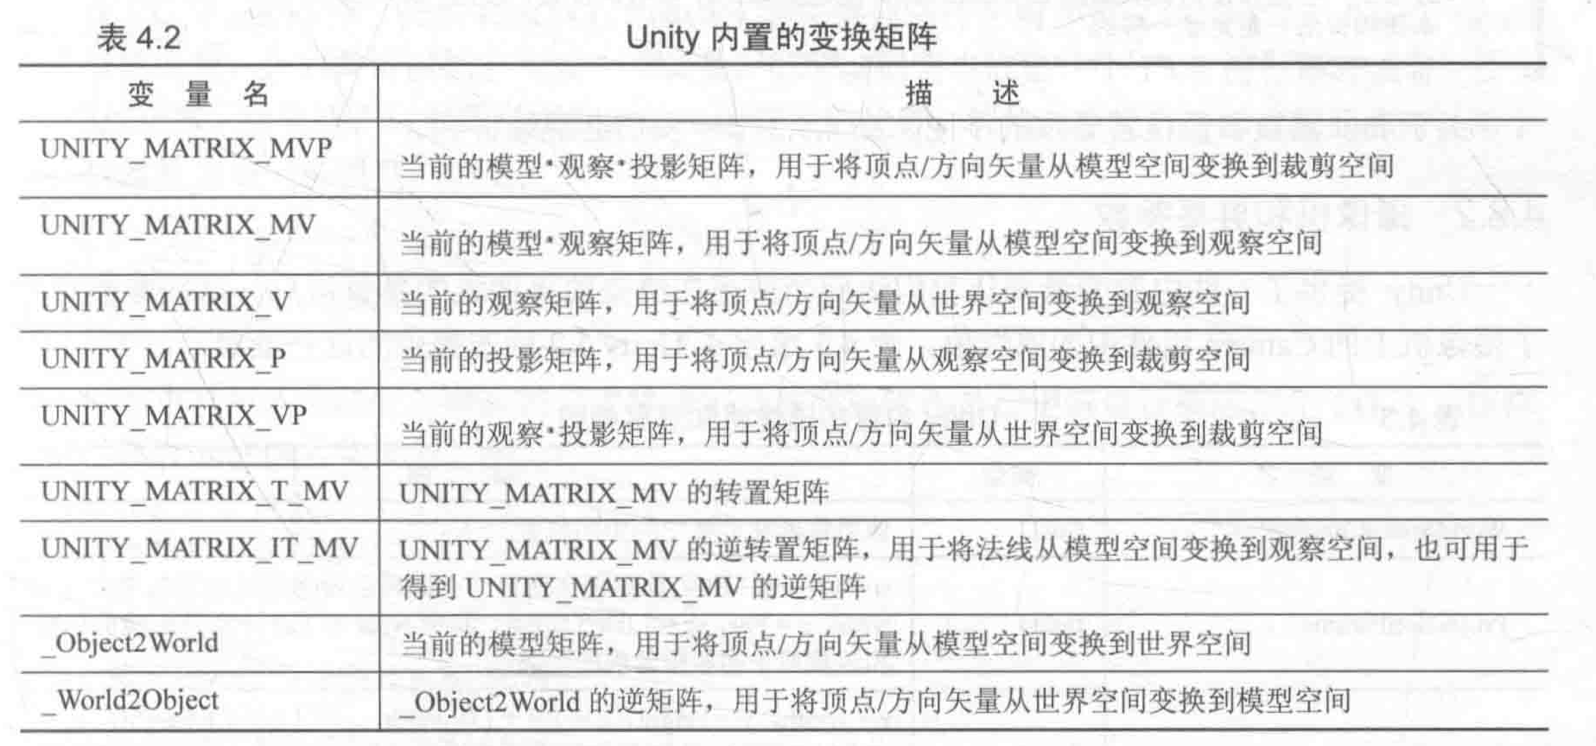 表 4.2 Unity 内置的变换矩阵
变 量 名 描 述
UNITY_MATRIX_MVP 当前的模型*观察*投影矩阵，用于将顶点/方向矢量从模型空间变换到裁剪空间
UNITY_MATRIX_MV 当前的模型*观察矩阵，用于将顶点/方向矢量从模型空间变换到观察空间
UNITY_MATRIX_V 当前的观察矩阵，用于将顶点/方向矢量从世界空间变换到观察空间
UNITY_MATRIX_P 当前的投影矩阵，用于将顶点/方向矢量从观察空间变换到裁剪空间
UNITY_MATRIX_VP 当前的观察*投影矩阵，用于将顶点/方向矢量从世界空间变换到裁剪空间
UNITY_MATRIX_T_MV UNITY_MATRIX_MV 的转置矩阵
UNITY_MATRIX_IT_MV UNITY_MATRIX_MV 的逆转置矩阵，用于将法线从模型空间变换到观察空间，也可用于
得到 UNITY_MATRIX_MV 的逆矩阵
_Object2World 当前的模型矩阵，用于将顶点/方向矢量从模型空间变换到世界空间
_World2Object _Object2World 的逆矩阵，用于将顶点/方向矢量从世界空间变换到模型空间